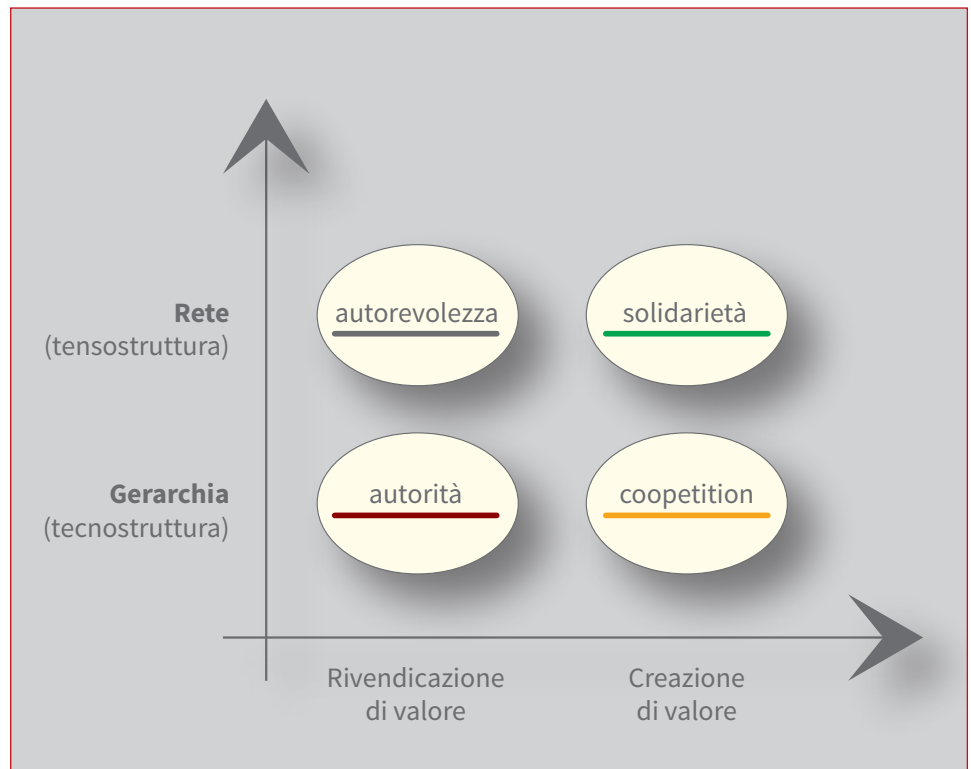 Rete
(tensostruttura)
autorevolezza
solidarietà
Gerarchia
(tecnostruttura)
autorità
coopetition
Rivendicazione
di valore
Creazione
di valore